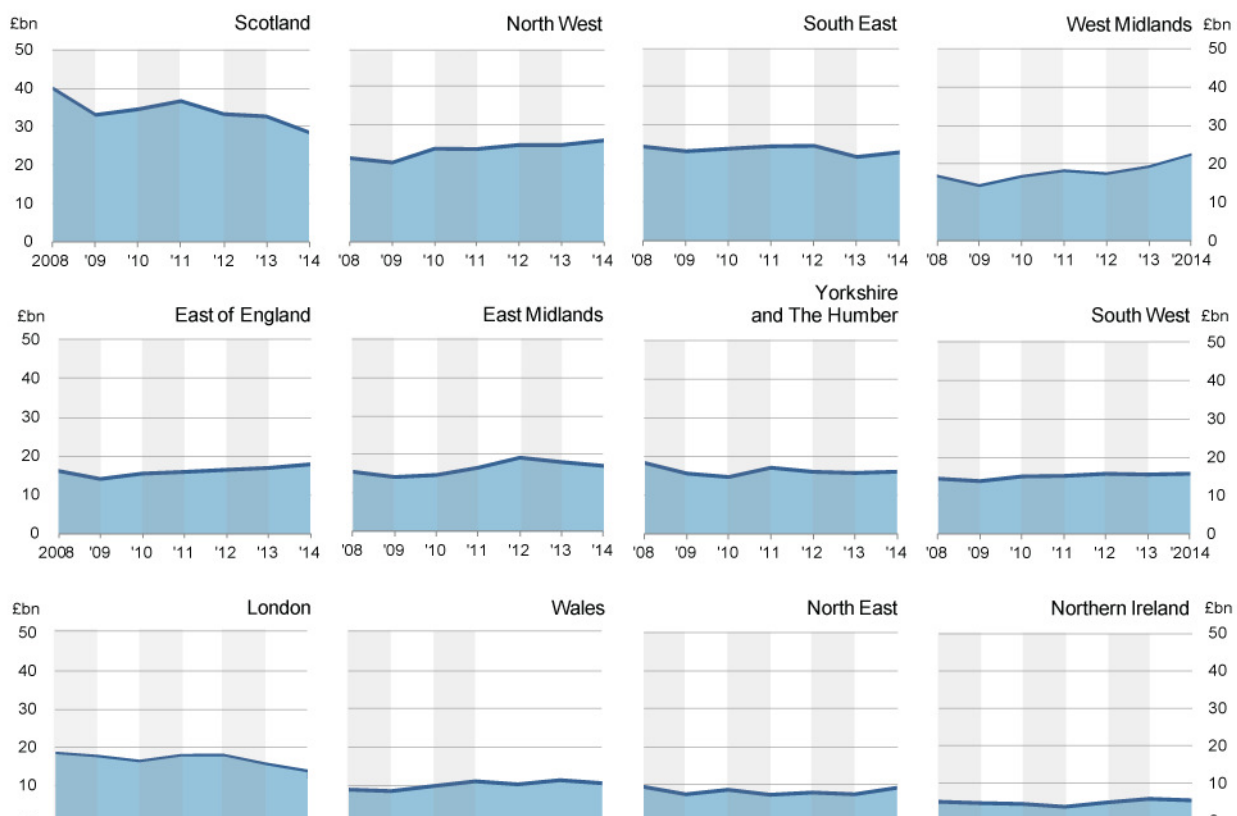 £bn Scotland North West South East West Midlands £bn
50 50
40 40
30 30
20 20
10 10
0 0
2008 '09 '10 '11 '12 '13 '14 '08 '09 '10 '11 '12 '13 '14 '08 '09 '10 '11 '12 '13 '14 '08 '09 '10 '11 '12 '13 '2014
Yorkshire
£bn East of England East Midlands and The Humber South West £bn
50 50
40 40
30 30
20 20
10 10
0 0
2008 '09 '10 '11 '12 '13 '14 '08 '09 '10 '11 '12 '13 '14 '08 '09 '10 '11 '12 '13 '14 '08 '09 '10 '11 '12 '13 '2014
£bn London Wales North East Northern Ireland £bn
50 50
40 40
30 30
20 20
10 10